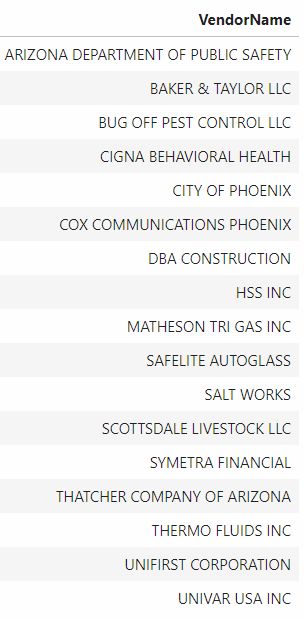 VendorName
ARIZONA DEPARTMENT OF PUBLIC SAFETY
BAKER & TAYLOR LLC
BUG OFF PEST CONTROL LLC
CIGNA BEHAVIORAL HEALTH
CITY OF PHOENIX
COX COMMUNICATIONS PHOENIX
DBA CONSTRUCTION
HSS INC
MATHESON TRI GAS INC
SAFELITE AUTOGLASS
SALT WORKS
SCOTTSDALE LIVESTOCK LLC
SYMETRA FINANCIAL
THATCHER COMPANY OF ARIZONA
THERMO FLUIDS INC
UNIFIRST CORPORATION
UNIVAR USA INC